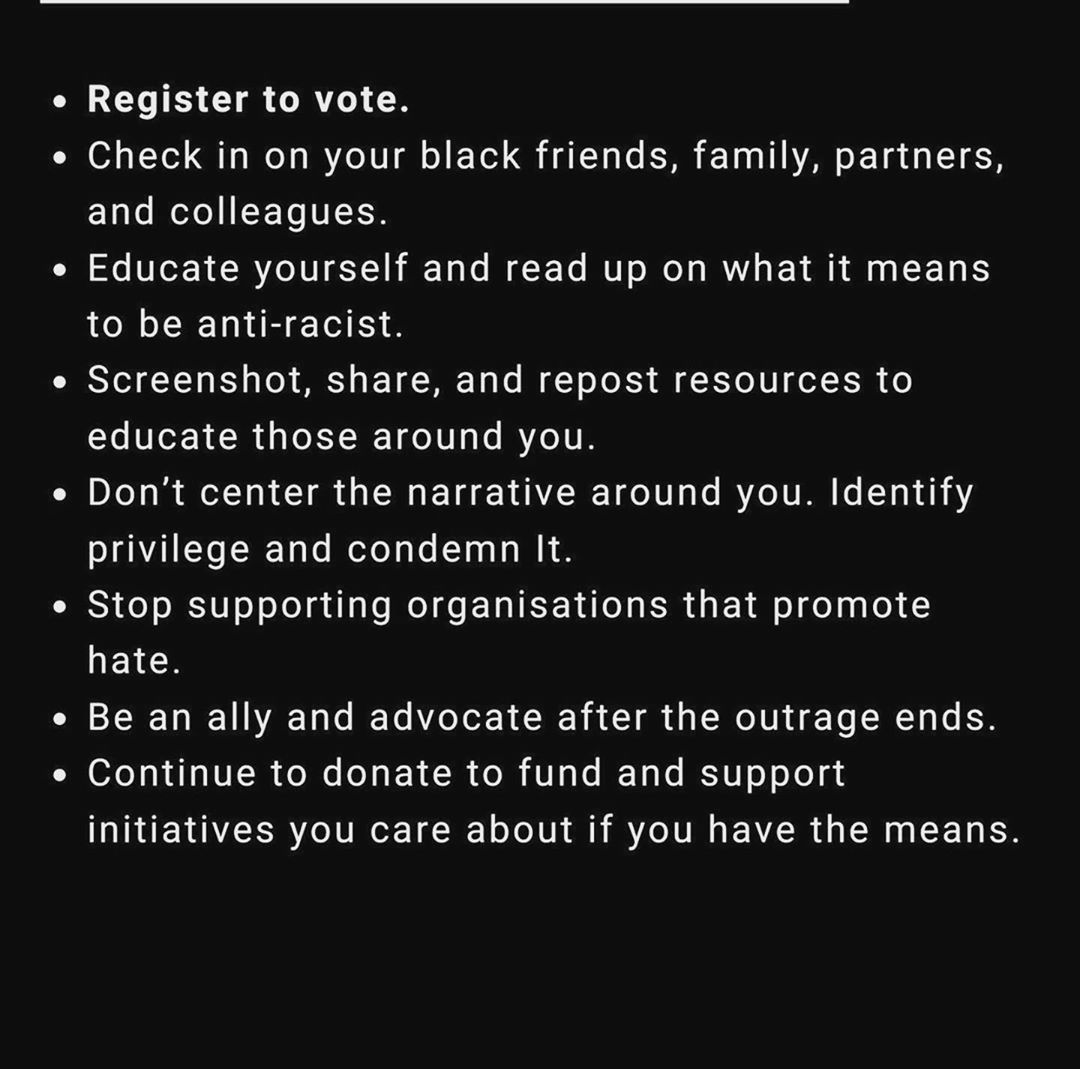 • Register to vote.
• Check in on your black friends, family, partners,
and colleagues.
• Educate yourself and read up on what it means
to be anti-racist.
• Screenshot, share, and repost resources to
educate those around you.
• Don’t center the narrative around you. Identify
privilege and condemn It.
• Stop supporting organisations that promote
hate.
• Be an ally and advocate after the outrage ends.
• Continue to donate to fund and support
initiatives you care about if you have the means.